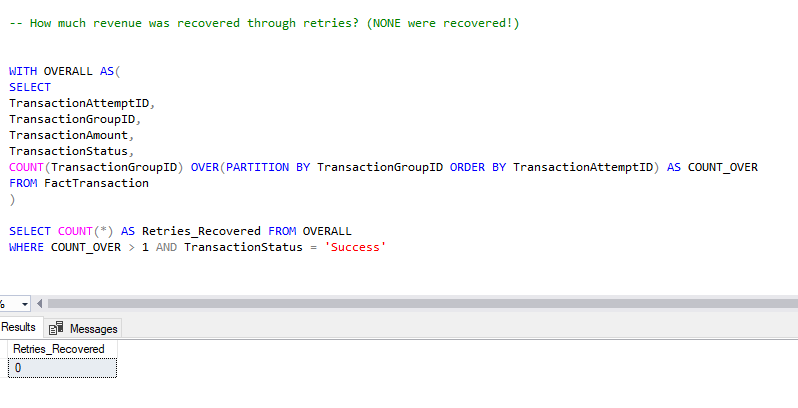 -- How much revenue was recovered through retries? (NONE were recovered!)
WITH OVERALL AS(
SELECT
TransactionAttemptID,
TransactionGroupID,
TransactionAmount,
TransactionStatus,
COUNT(TransactionGroupID) OVER(PARTITION BY TransactionGroupID ORDER BY TransactionAttemptID) AS COUNT_OVER
FROM FactTransaction
)
SELECT COUNT(*) AS Retries_Recovered FROM OVERALL
WHERE COUNT_OVER > 1 AND TransactionStatus = 'Success'
%
Results Messages
Retries_Recovered
0